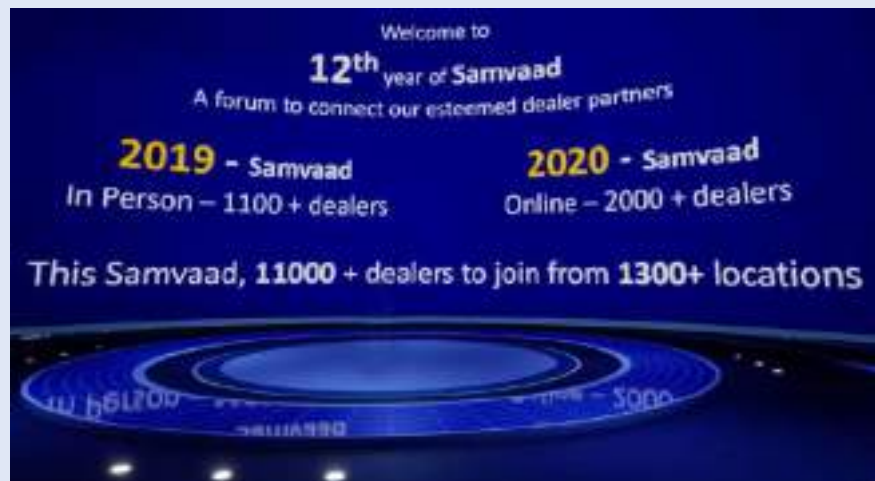 Welcome to
12th year of Samvaad
A forum to connect our esteemed dealer partners
2019 - Samvaad
In Person – 1100 + dealers
2020 - Samvaad
Online – 2000 + dealers
This Samvaad, 11000 + dealers to join from 1300+ locations